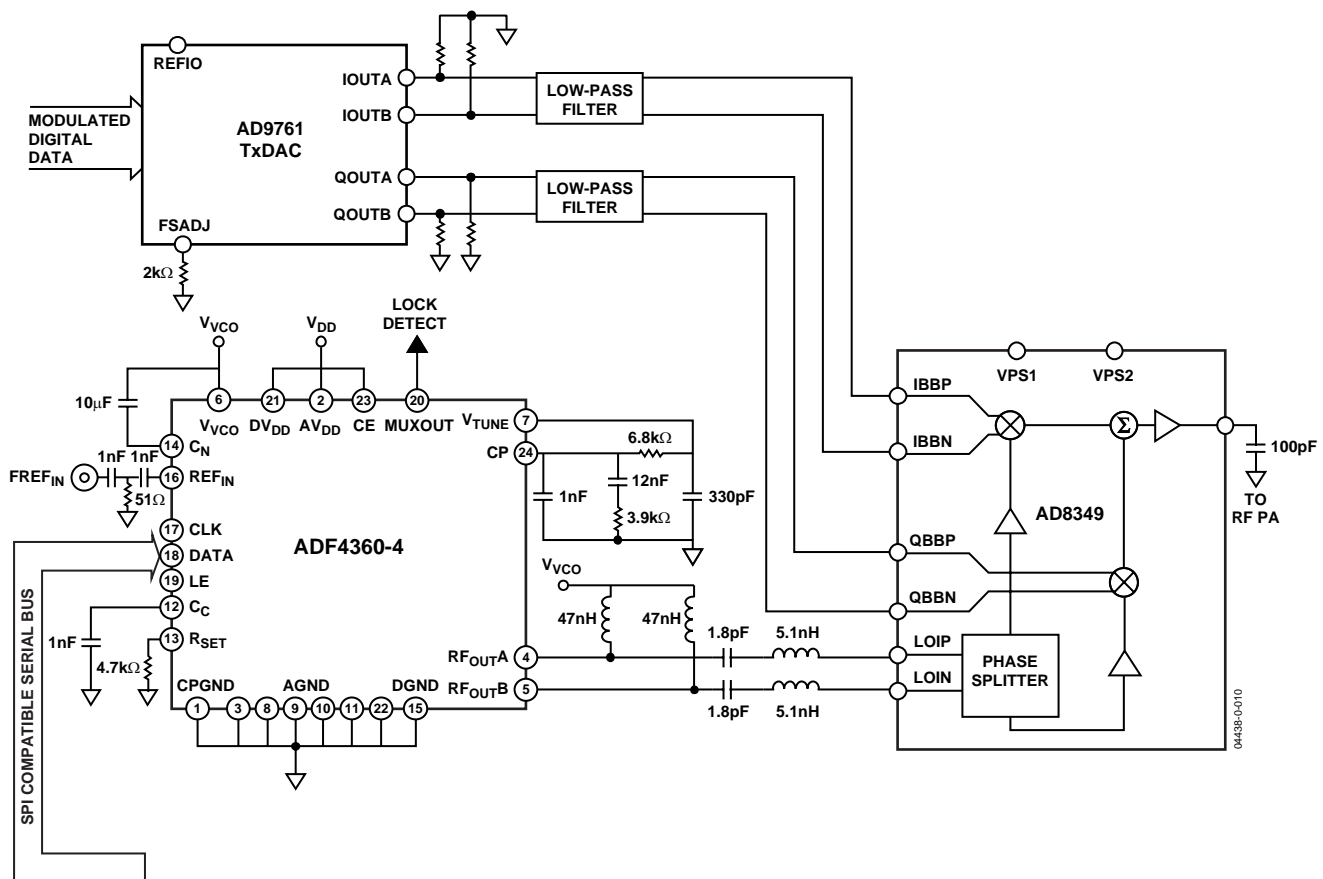 REFIO
IOUTA
IOUTB
QOUTA
QOUTB
FSADJ
AD9761
TxDAC
MODULATED
DIGITAL
DATA
2kΩ
LOW-PASS
FILTER
LOW-PASS
FILTER
LOCK
DETECT
VVCO
VDD
10μF
6
21
2
23
20
VVCO
DVDD
AVDD
CE
MUXOUT
14
CN
1nF
1nF
FREFIN
16
REFIN
51Ω
17
CLK
18
DATA
19
LE
12
CC
1nF
13
RSET
4.7kΩ
ADF4360-4
VTUNE
7
CP
24
6.8kΩ
1nF
12nF
3.9kΩ
330pF
VVCO
47nH
47nH
1.8pF
5.1nH
RFOUTA
4
RFOUTB
5
1.8pF
5.1nH
CPGND
AGND
DGND
1
3
8
9
10
11
22
15
SPI COMPATIBLE SERIAL BUS
VPS1
VPS2
IBBP
IBBN
Σ
100pF
TO
RF PA
AD8349
QBBP
QBBN
LOIP
LOIN
PHASE
SPLITTER
04438-0-010